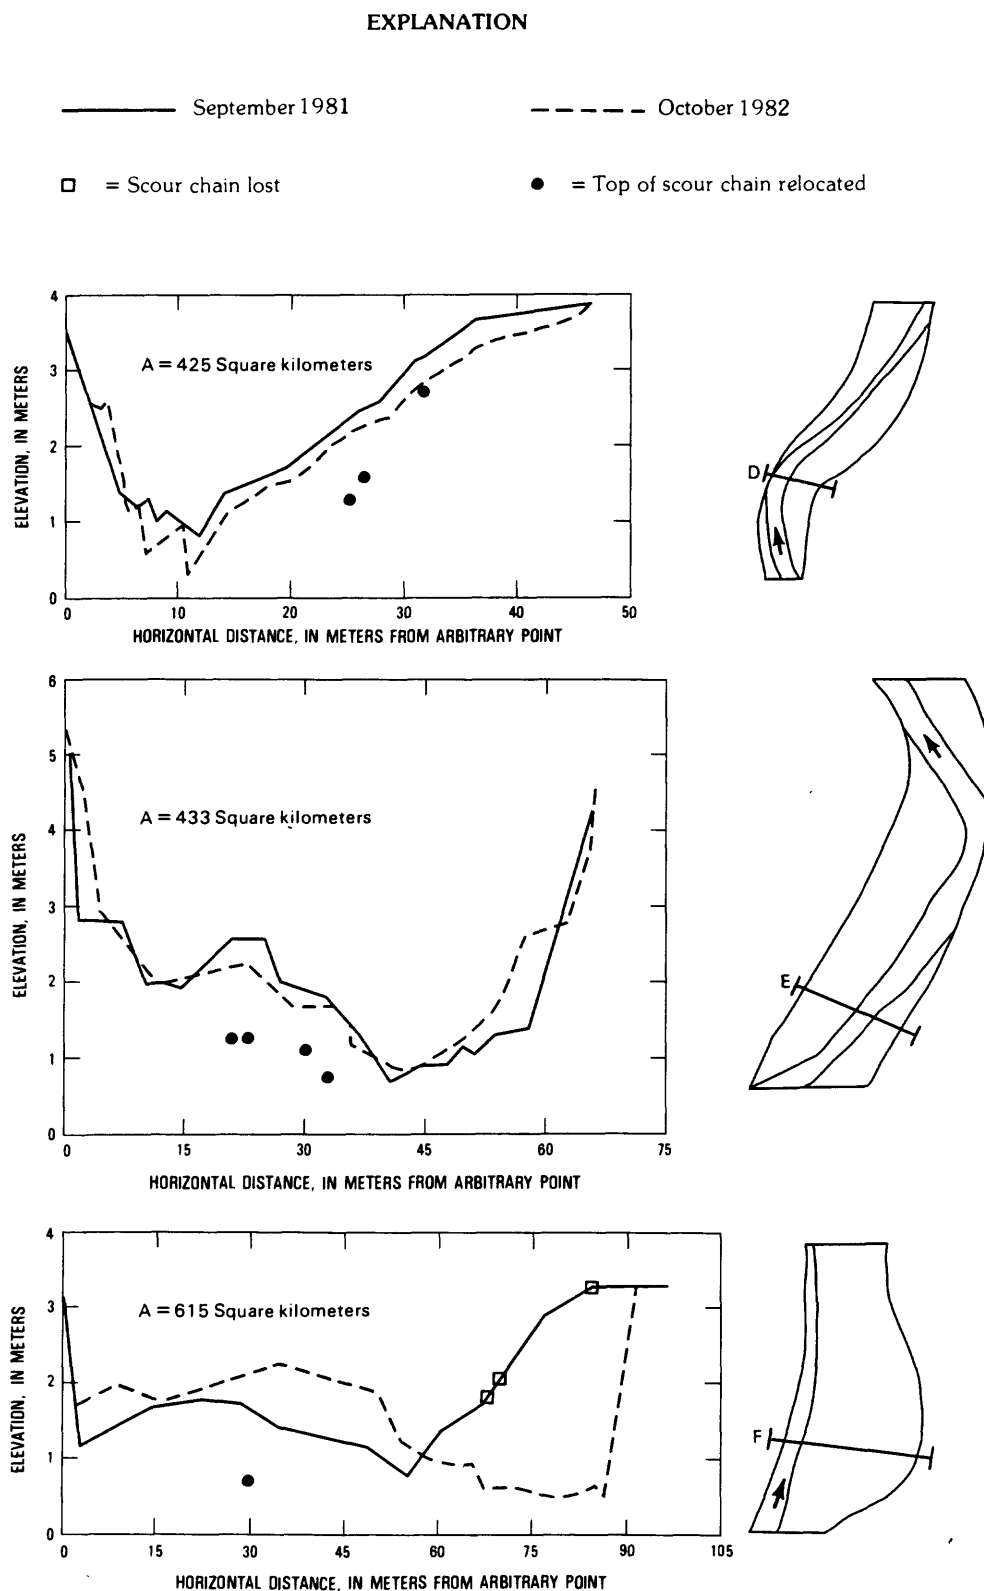 EXPLANATION
September 1981
October 1982
= Scour chain lost
= Top of scour chain relocated
4
3
2
1
0
ELEVATION, IN METERS
A = 425 Square kilometers
0 10 20 30 40 50
HORIZONTAL DISTANCE, IN METERS FROM ARBITRARY POINT
D
6
5
4
3
2
1
0
ELEVATION, IN METERS
A = 433 Square kilometers
0 15 30 45 60 75
HORIZONTAL DISTANCE, IN METERS FROM ARBITRARY POINT
E
4
3
2
1
0
ELEVATION, IN METERS
A = 615 Square kilometers
0 15 30 45 60 75 90 105
HORIZONTAL DISTANCE, IN METERS FROM ARBITRARY POINT
F